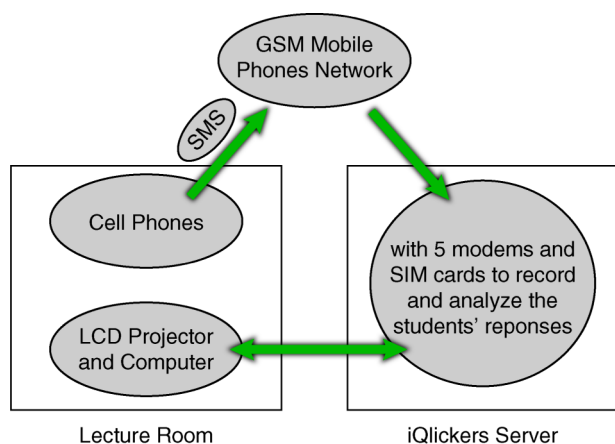 GSM Mobile
Phones Network
SMS
Cell Phones
with 5 modems and
SIM cards to record
and analyze the
students’ reponses
LCD Projector
and Computer
Lecture Room
iQlickers Server